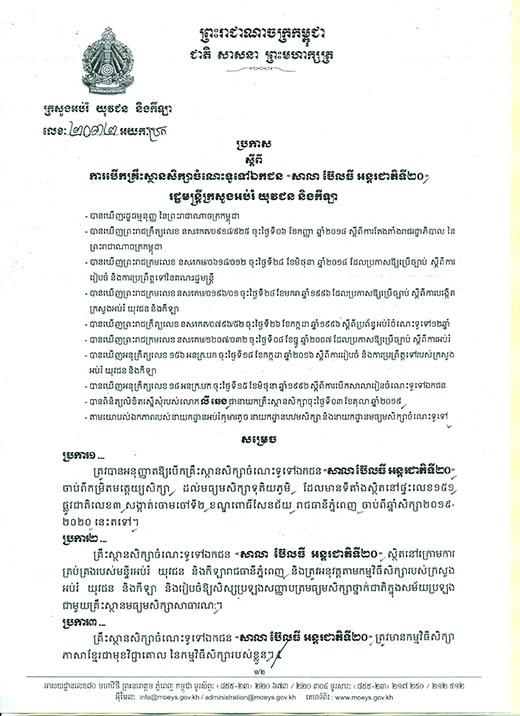 ព្រះរាជាណាចក្រកម្ពុជា
ជាតិ សាសនា ព្រះមហាក្សត្រ
ក្រសួងអប់រំ យុវជន និងកីឡា
លេខ: ២០៣២ អយក.ប្រក
ប្រកាស
ស្តីពី
ការបើកគ្រឹះស្ថានសិក្សាចំណេះទូទៅឯកជន “សាលា ប៊ែលធី អន្តរជាតិទី២០”
រដ្ឋមន្ត្រីក្រសួងអប់រំ យុវជន និងកីឡា
- បានឃើញរដ្ឋធម្មនុញ្ញ នៃព្រះរាជាណាចក្រកម្ពុជា
- បានឃើញព្រះរាជក្រឹត្យលេខ នស/រកត/០៩១៨/៩២៥ ចុះថ្ងៃទី០៦ ខែកញ្ញា ឆ្នាំ២០១៨ ស្តីពីការតែងតាំងរាជរដ្ឋាភិបាល នៃ
ព្រះរាជាណាចក្រកម្ពុជា
- បានឃើញព្រះរាជក្រមលេខ នស/រកម/០៦១៨/០១២ ចុះថ្ងៃទី២៨ ខែមិថុនា ឆ្នាំ២០១៨ ដែលប្រកាសឱ្យប្រើច្បាប់ ស្តីពីការ
រៀបចំ និងការប្រព្រឹត្តទៅនៃគណៈរដ្ឋមន្ត្រី
- បានឃើញព្រះរាជក្រមលេខ នស/រកម/០១៩៦/០១ ចុះថ្ងៃទី២៤ ខែមករា ឆ្នាំ១៩៩៦ ដែលប្រកាសឱ្យប្រើច្បាប់ ស្តីពីការបង្កើត
ក្រសួងអប់រំ យុវជន និងកីឡា
- បានឃើញព្រះរាជក្រឹត្យលេខ នស/រកត/០៧៩៦/៥២ ចុះថ្ងៃទី២៦ ខែកក្កដា ឆ្នាំ១៩៩៦ ស្តីពីប្រព័ន្ធអប់រំចំណេះទូទៅ១២ឆ្នាំ
- បានឃើញព្រះរាជក្រមលេខ នស/រកម/១២០៧/០៣២ ចុះថ្ងៃទី០៨ ខែធ្នូ ឆ្នាំ២០០៧ ដែលប្រកាសឱ្យប្រើច្បាប់ ស្តីពីការអប់រំ
- បានឃើញអនុក្រឹត្យលេខ ១៥៦ អនក្រ.បក ចុះថ្ងៃទី១៨ ខែកក្កដា ឆ្នាំ២០១៦ ស្តីពីការរៀបចំ និងការប្រព្រឹត្តទៅរបស់ក្រសួង
អប់រំ យុវជន និងកីឡា
- បានឃើញអនុក្រឹត្យលេខ ១៨ អនក្រ.បក ចុះថ្ងៃទី១៥ ខែមិថុនា ឆ្នាំ១៩៩២ ស្តីពីការបើកសាលារៀនចំណេះទូទៅឯកជន
- បានពិនិត្យលិខិតស្នើសុំរបស់លោក លី ឆេង ជានាយកគ្រឹះស្ថានសិក្សាចុះថ្ងៃទី០៣ ខែតុលា ឆ្នាំ២០១៩
- តាមយោបល់ឯកភាពរបស់នាយកដ្ឋានអប់រំកុមារតូច នាយកដ្ឋានបឋមសិក្សា និងនាយកដ្ឋានមធ្យមសិក្សាចំណេះទូទៅ
សម្រេច
ប្រការ១ ...
ត្រូវបានអនុញ្ញាតឱ្យបើកគ្រឹះស្ថានសិក្សាចំណេះទូទៅឯកជន “សាលា ប៊ែលធី អន្តរជាតិទី២០”
ចាប់ពីកម្រិតមត្តេយ្យសិក្សា ដល់មធ្យមសិក្សាទុតិយភូមិ ដែលមានទីតាំងស្ថិតនៅផ្ទះលេខ១៥១
ផ្លូវជាតិលេខ៣ សង្កាត់ចោមចៅទី២ ខណ្ឌពោធិ៍សែនជ័យ រាជធានីភ្នំពេញ ចាប់ពីឆ្នាំសិក្សា២០១៩-
២០២០ នេះតទៅ។
ប្រការ២ ...
គ្រឹះស្ថានសិក្សាចំណេះទូទៅឯកជន “សាលា ប៊ែលធី អន្តរជាតិទី២០” ស្ថិតនៅក្រោមការ
គ្រប់គ្រងរបស់មន្ទីរអប់រំ យុវជន និងកីឡារាជធានីភ្នំពេញ និងត្រូវអនុវត្តតាមកម្មវិធីសិក្សារបស់ក្រសួង
អប់រំ យុវជន និងកីឡា និងរៀបចំឱ្យសិស្សប្រឡងសញ្ញាបត្រមធ្យមសិក្សាថ្នាក់ជាតិក្នុងសម័យប្រឡង
ជាមួយគ្រឹះស្ថានមធ្យមសិក្សាសាធារណៈ។
ប្រការ៣ ...
គ្រឹះស្ថានសិក្សាចំណេះទូទៅឯកជន “សាលា ប៊ែលធី អន្តរជាតិទី២០” ត្រូវមានកម្មវិធីសិក្សា
ភាសាខ្មែរជាមុខវិជ្ជាគោល នៃកម្មវិធីសិក្សារបស់ខ្លួន។
១/២
អាសយដ្ឋានលេខ៨០ មហាវិថី ព្រះនរោត្តម ភ្នំពេញ កម្ពុជា ទូរស័ព្ទ: (៨៥៥-២៣) ២២០ ៦៧៣ / ២២០ ៣០៤ ទូរសារ: (៨៥៥-២៣) ២១៧ ២៥០ / ២១២ ៥១២
អ៊ីម៉ែល: info@moeys.gov.kh / administration@moeys.gov.kh គេហទំព័រ : www.moeys.gov.kh